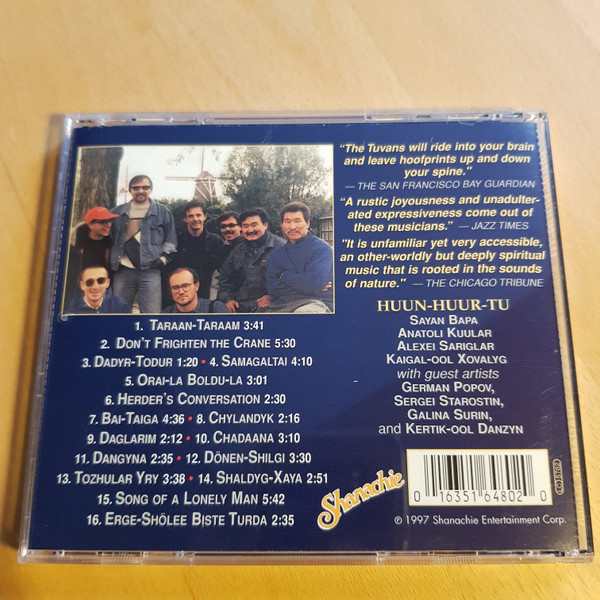 “The Tuvans will ride into your brain
and leave hoofprints up and down
your spine.”
— THE SAN FRANCISCO BAY GUARDIAN
“A rustic joyousness and unadulter-
ated expressiveness come out of
these musicians.” — JAZZ TIMES
“It is unfamiliar yet very accessible,
an other-worldly but deeply spiritual
music that is rooted in the sounds
of nature.” — THE CHICAGO TRIBUNE
HUUN-HUUR-TU
SAYAN BAPA
ANATOLI KUULAR
ALEXEI SARIGLAR
KAIGAL-OOL XOVALYG
with guest artists
GERMAN POPOV,
SERGEI STAROSTIN,
GALINA SURIN,
and KERTIK-OOL DANZYN
1. TARAAN-TARAAM 3:41
2. DON'T FRIGHTEN THE CRANE 5:30
3. DADYR-TODUR 1:20 • 4. SAMAGALTAI 4:10
5. ORAI-LA BOLDU-LA 3:01
6. HERDER'S CONVERSATION 2:30
7. BAI-TAIGA 4:36 • 8. CHYLANDYK 2:16
9. DAGLARIM 2:12 • 10. CHADAANA 3:10
11. DANGYNA 2:35 • 12. DÖNEN-SHILGI 3:30
13. TOZHULAR YRY 3:38 • 14. SHALDYG-XAYA 2:51
15. SONG OF A LONELY MAN 5:42
16. ERGE-SHÖLEE BISTE TURDA 2:35
Shanachie
0 16351 64802 0
℗ 1997 Shanachie Entertainment Corp.